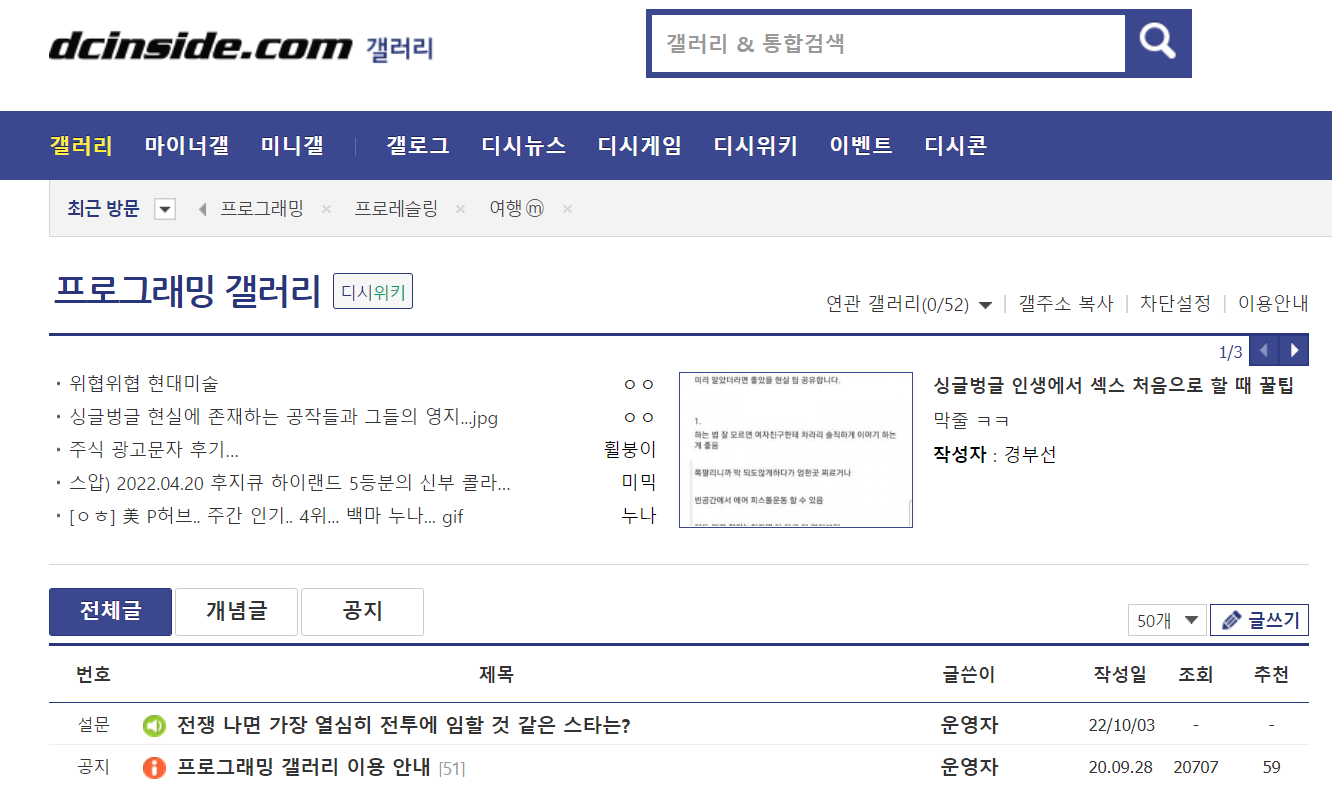 dcinside.com 갤러리
갤러리 & 통합검색
갤러리 마이너갤 미니갤 갤로그 디시뉴스 디시게임 디시위키 이벤트 디시콘
최근 방문 프로그래밍 × 프로레슬링 × 여행 ⓜ ×
프로그래밍 갤러리 디시위키
연관 갤러리(0/52) 갤주소 복사 차단설정 이용안내
1/3
· 위협위협 현대미술 ㅇㅇ
· 싱글벙글 현실에 존재하는 공작들과 그들의 영지...jpg ㅇㅇ
· 주식 광고문자 후기... 휠붕이
· 스압) 2022.04.20 후지큐 하이랜드 5등분의 신부 콜라... 미믹
· [ㅇㅎ] 美 P허브.. 주간 인기.. 4위... 백마 누나... gif 누나
미리 알았더라면 좋았을 현실 팁 공유합니다.
1.
하는 법 잘 모르면 여자친구한테 차라리 솔직하게 이야기 하는
게 좋음
쪽팔리니까 막 되도않게하다가 엄한곳 찌르거나
빈공간에서 에어 피스톨운동 할 수 있음
싱글벙글 인생에서 섹스 처음으로 할 때 꿀팁
막줄 ㅋㅋ
작성자 : 경부선
전체글 개념글 공지
50개 글쓰기
번호 제목 글쓴이 작성일 조회 추천
설문 전쟁 나면 가장 열심히 전투에 임할 것 같은 스타는? 운영자 22/10/03 - -
공지 프로그래밍 갤러리 이용 안내 [51] 운영자 20.09.28 20707 59